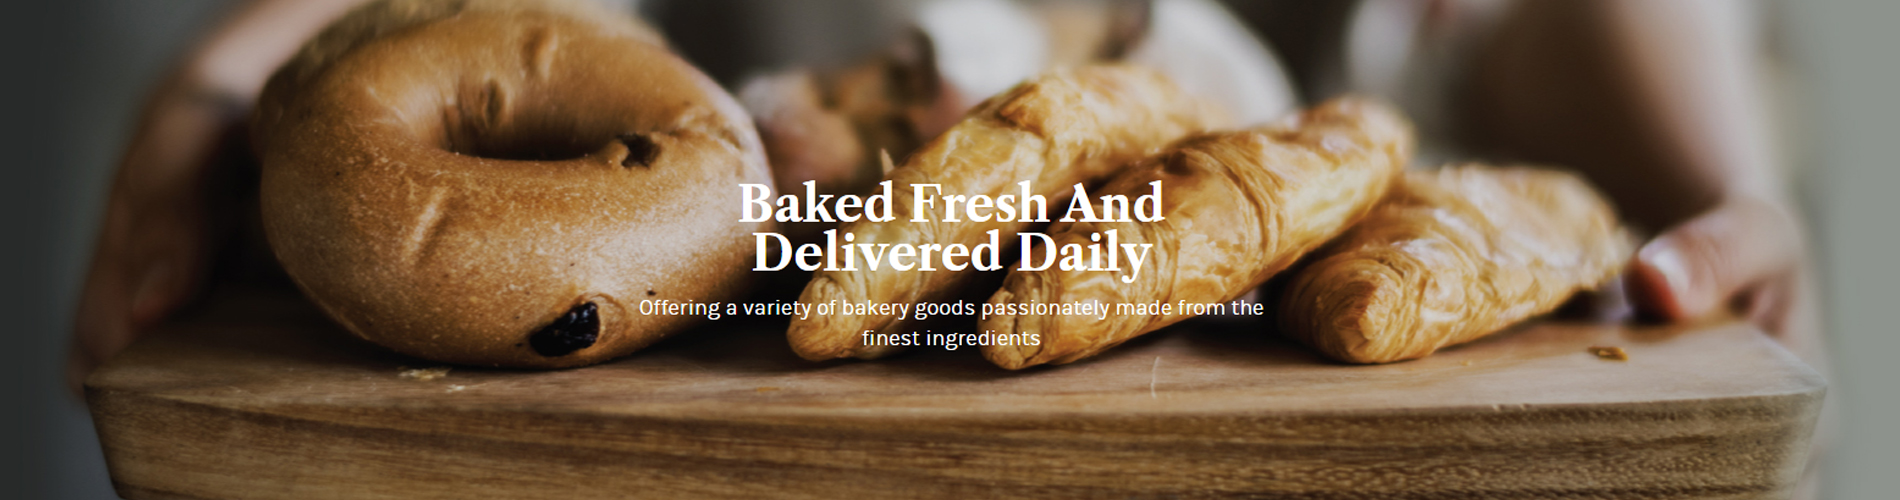 Baked Fresh And
Delivered Daily
Offering a variety of bakery goods passionately made from the
finest ingredients